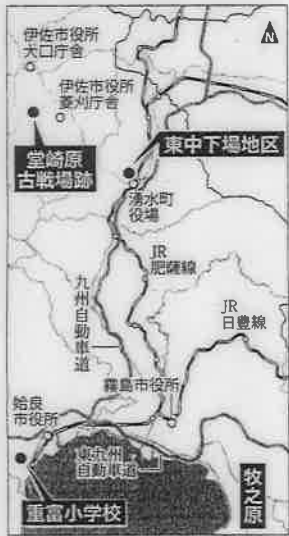 N
伊佐市役所
大口庁舎
伊佐市役所
菱刈庁舎
堂崎原
古戦場跡
東中下場地区
湧水町
役場
JR
肥薩線
九州自動車道
JR
日豊線
霧島市役所
姶良
市役所
東九州
自動車道
重富小学校
牧之原